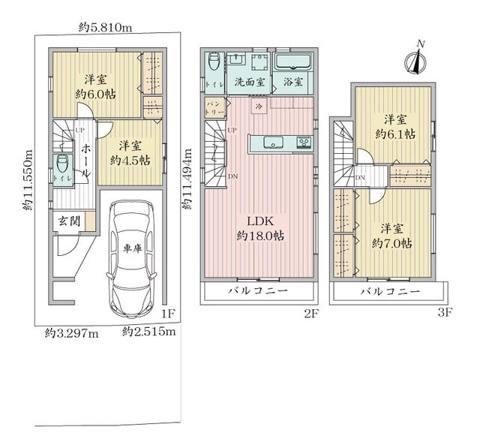 約5.810m
洋室
約6.0帖
UP
ホール
洋室
約4.5帖
トイレ
玄関
車庫
1F
約11.550m
約3.297m
約2.515m
トイレ
洗面室
浴室
パントリー
冷
UP
DN
LDK
約18.0帖
約11.494m
バルコニー
2F
N
洋室
約6.1帖
DN
洋室
約7.0帖
バルコニー
3F